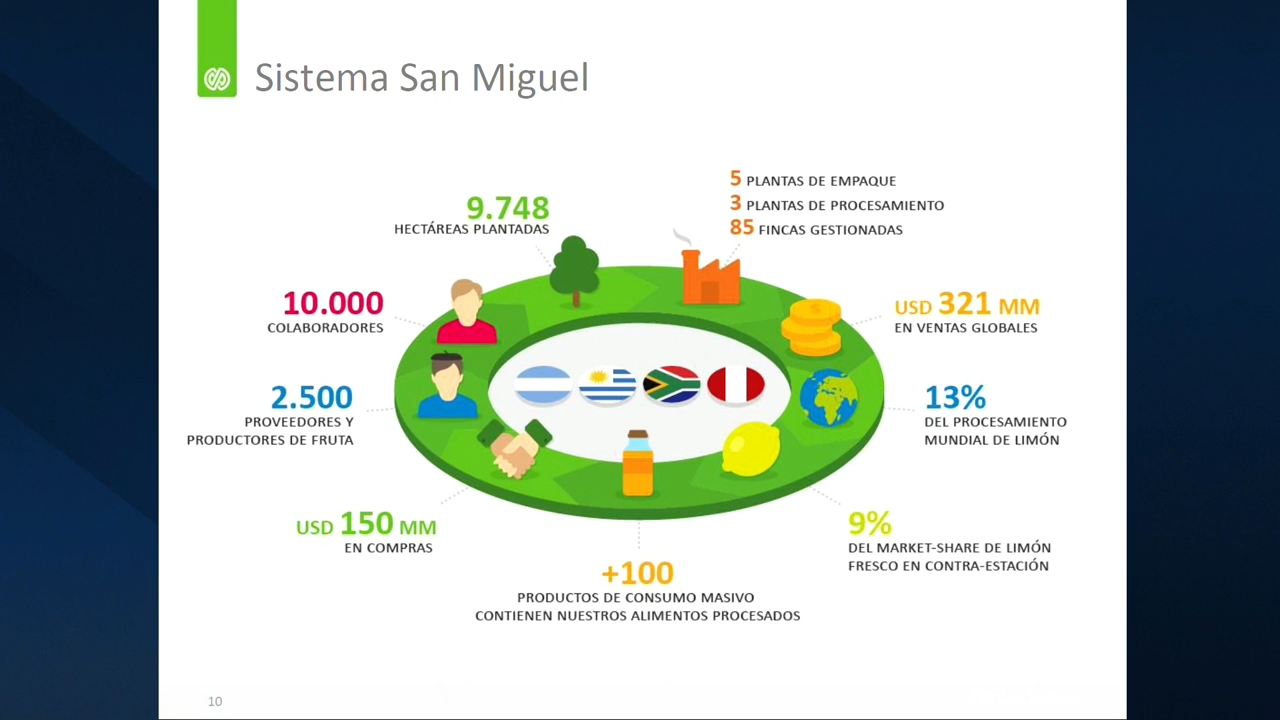 Sistema San Miguel
5 PLANTAS DE EMPAQUE
3 PLANTAS DE PROCESAMIENTO
85 FINCAS GESTIONADAS
9.748
HECTÁREAS PLANTADAS
10.000
COLABORADORES
USD 321 MM
EN VENTAS GLOBALES
2.500
PROVEEDORES Y
PRODUCTORES DE FRUTA
13%
DEL PROCESAMIENTO
MUNDIAL DE LIMÓN
USD 150 MM
EN COMPRAS
9%
DEL MARKET-SHARE DE LIMÓN
FRESCO EN CONTRA-ESTACIÓN
+100
PRODUCTOS DE CONSUMO MASIVO
CONTIENEN NUESTROS ALIMENTOS PROCESADOS
10